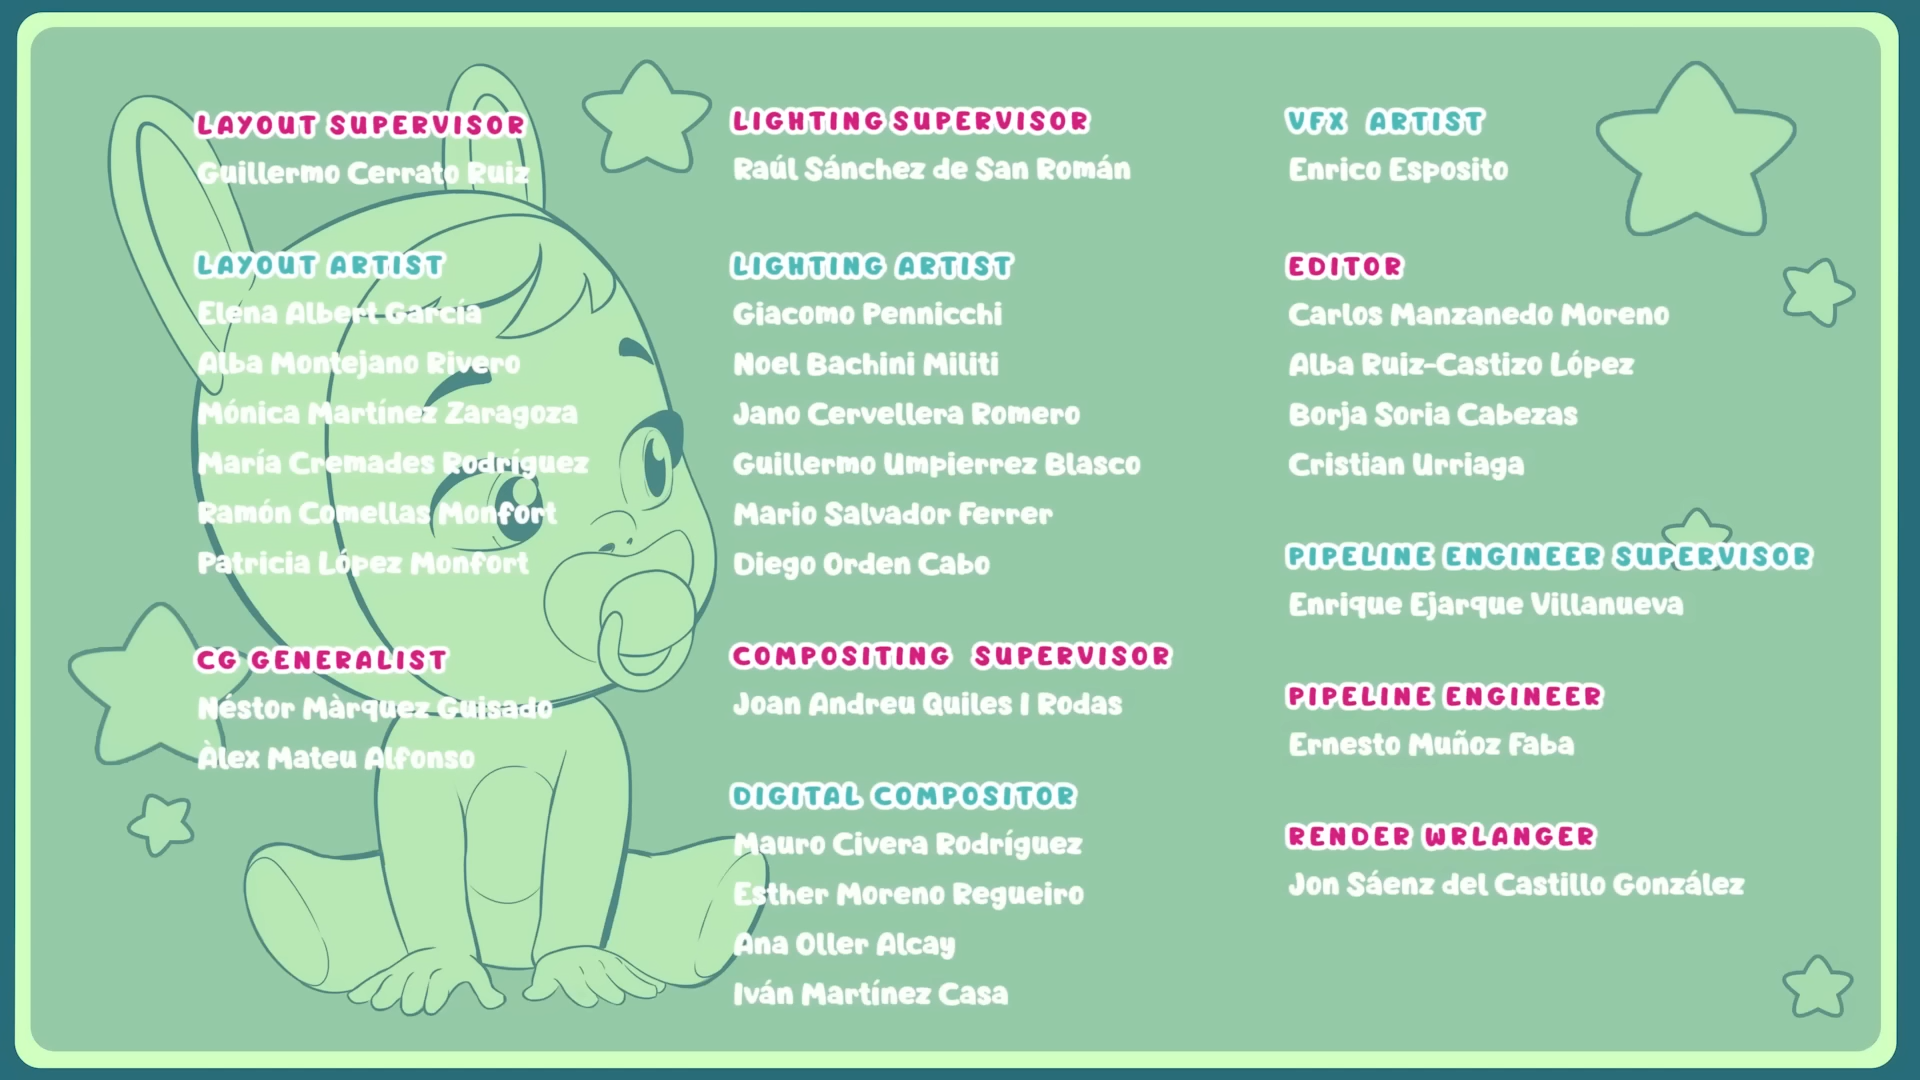 LAYOUT SUPERVISOR
Guillermo Cerrato Ruiz
LAYOUT ARTIST
Elena Albert García
Alba Montejano Rivero
Mónica Martínez Zaragoza
María Cremades Rodríguez
Ramón Comellas Monfort
Patricia López Monfort
CG GENERALIST
Néstor Màrquez Guisado
Àlex Mateu Alfonso
LIGHTING SUPERVISOR
Raúl Sánchez de San Román
LIGHTING ARTIST
Giacomo Pennicchi
Noel Bachini Militi
Jano Cervellera Romero
Guillermo Umpierrez Blasco
Mario Salvador Ferrer
Diego Orden Cabo
COMPOSITING SUPERVISOR
Joan Andreu Quiles I Rodas
DIGITAL COMPOSITOR
Mauro Civera Rodríguez
Esther Moreno Regueiro
Ana Oller Alcay
Iván Martínez Casa
VFX ARTIST
Enrico Esposito
EDITOR
Carlos Manzanedo Moreno
Alba Ruiz-Castizo López
Borja Soria Cabezas
Cristian Urriaga
PIPELINE ENGINEER SUPERVISOR
Enrique Ejarque Villanueva
PIPELINE ENGINEER
Ernesto Muñoz Faba
RENDER WRLANGER
Jon Sáenz del Castillo González